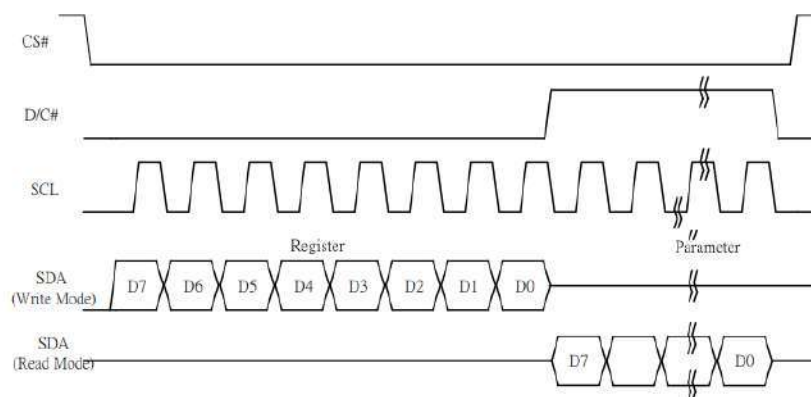 CS#
D/C#
SCL
Register Parameter
SDA
(Write Mode)
D7 D6 D5 D4 D3 D2 D1 D0
SDA
(Read Mode)
D7 D0